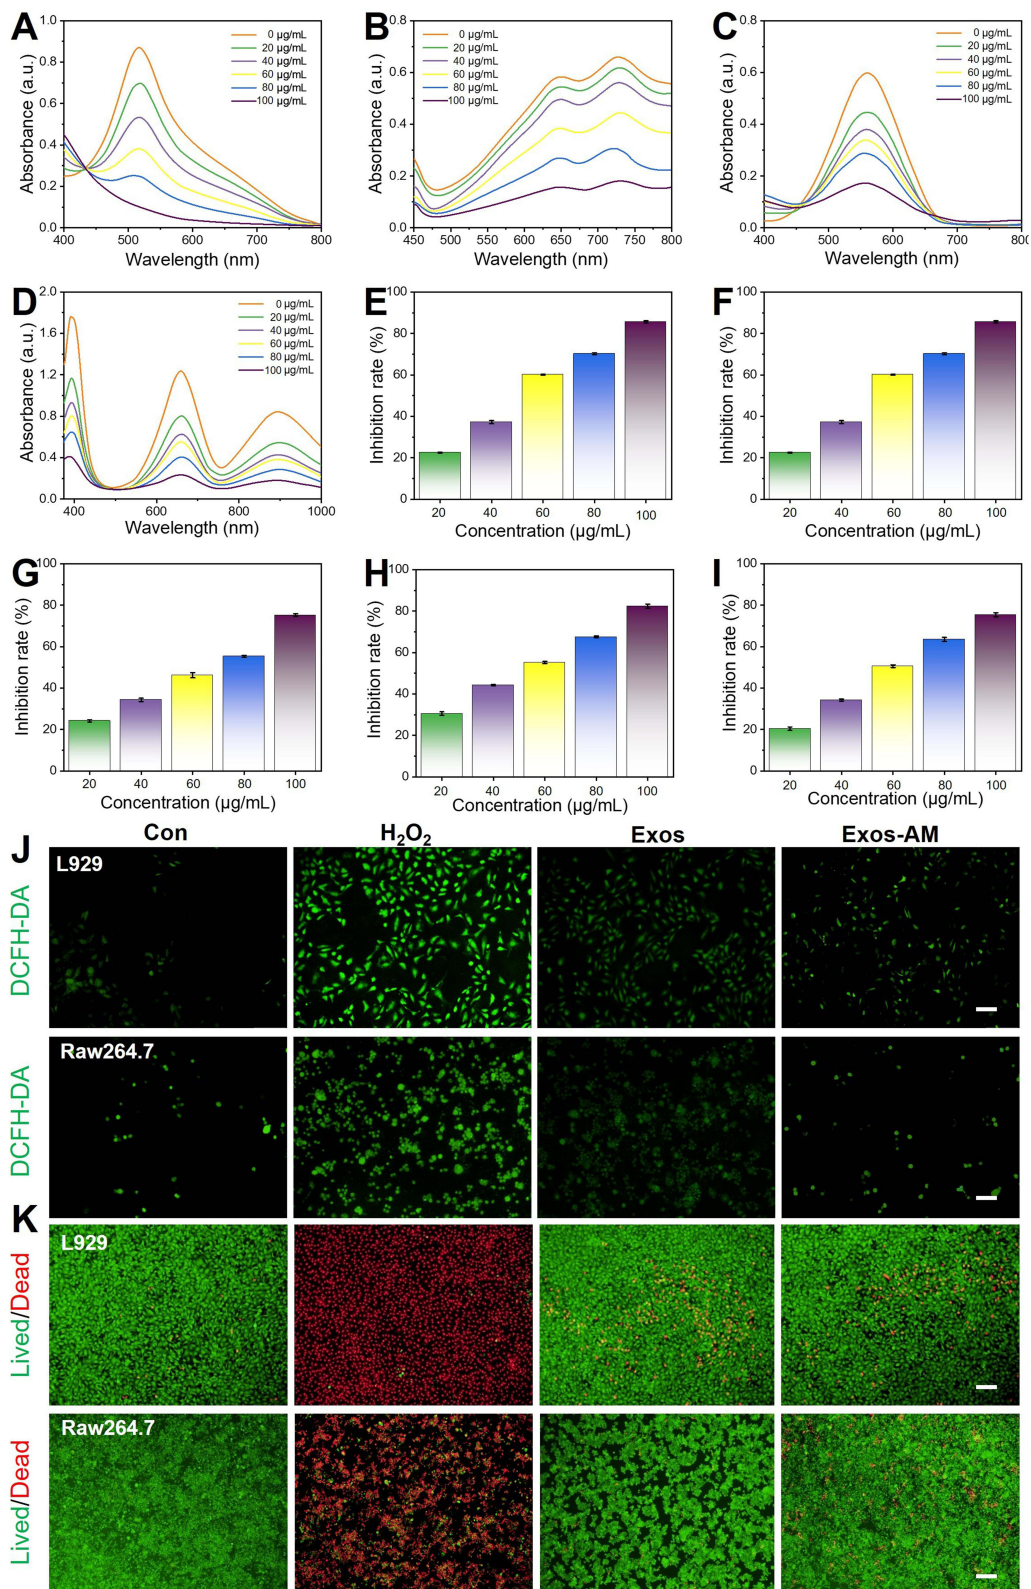 A
Absorbance (a.u.)
1.0
0.8
0.6
0.4
0.2
0.0
400 500 600 700 800
Wavelength (nm)
0 µg/mL
20 µg/mL
40 µg/mL
60 µg/mL
80 µg/mL
100 µg/mL
B
Absorbance (a.u.)
0.8
0.6
0.4
0.2
0.0
450 500 550 600 650 700 750 800
Wavelength (nm)
0 µg/mL
20 µg/mL
40 µg/mL
60 µg/mL
80 µg/mL
100 µg/mL
C
Absorbance (a.u.)
0.8
0.6
0.4
0.2
0.0
400 500 600 700 800
Wavelength (nm)
0 µg/mL
20 µg/mL
40 µg/mL
60 µg/mL
80 µg/mL
100 µg/mL
D
Absorbance (a.u.)
2.0
1.6
1.2
0.8
0.4
0.0
400 600 800 1000
Wavelength (nm)
0 µg/mL
20 µg/mL
40 µg/mL
60 µg/mL
80 µg/mL
100 µg/mL
E
Inhibition rate (%)
100
80
60
40
20
0
20 40 60 80 100
Concentration (µg/mL)
F
Inhibition rate (%)
100
80
60
40
20
0
20 40 60 80 100
Concentration (µg/mL)
G
Inhibition rate (%)
100
80
60
40
20
0
20 40 60 80 100
Concentration (µg/mL)
H
Inhibition rate (%)
100
80
60
40
20
0
20 40 60 80 100
Concentration (µg/mL)
I
Inhibition rate (%)
100
80
60
40
20
0
20 40 60 80 100
Concentration (µg/mL)
J
Con H₂O₂ Exos Exos-AM
DCFH-DA
L929
DCFH-DA
Raw264.7
K
Lived/Dead
L929
Lived/Dead
Raw264.7